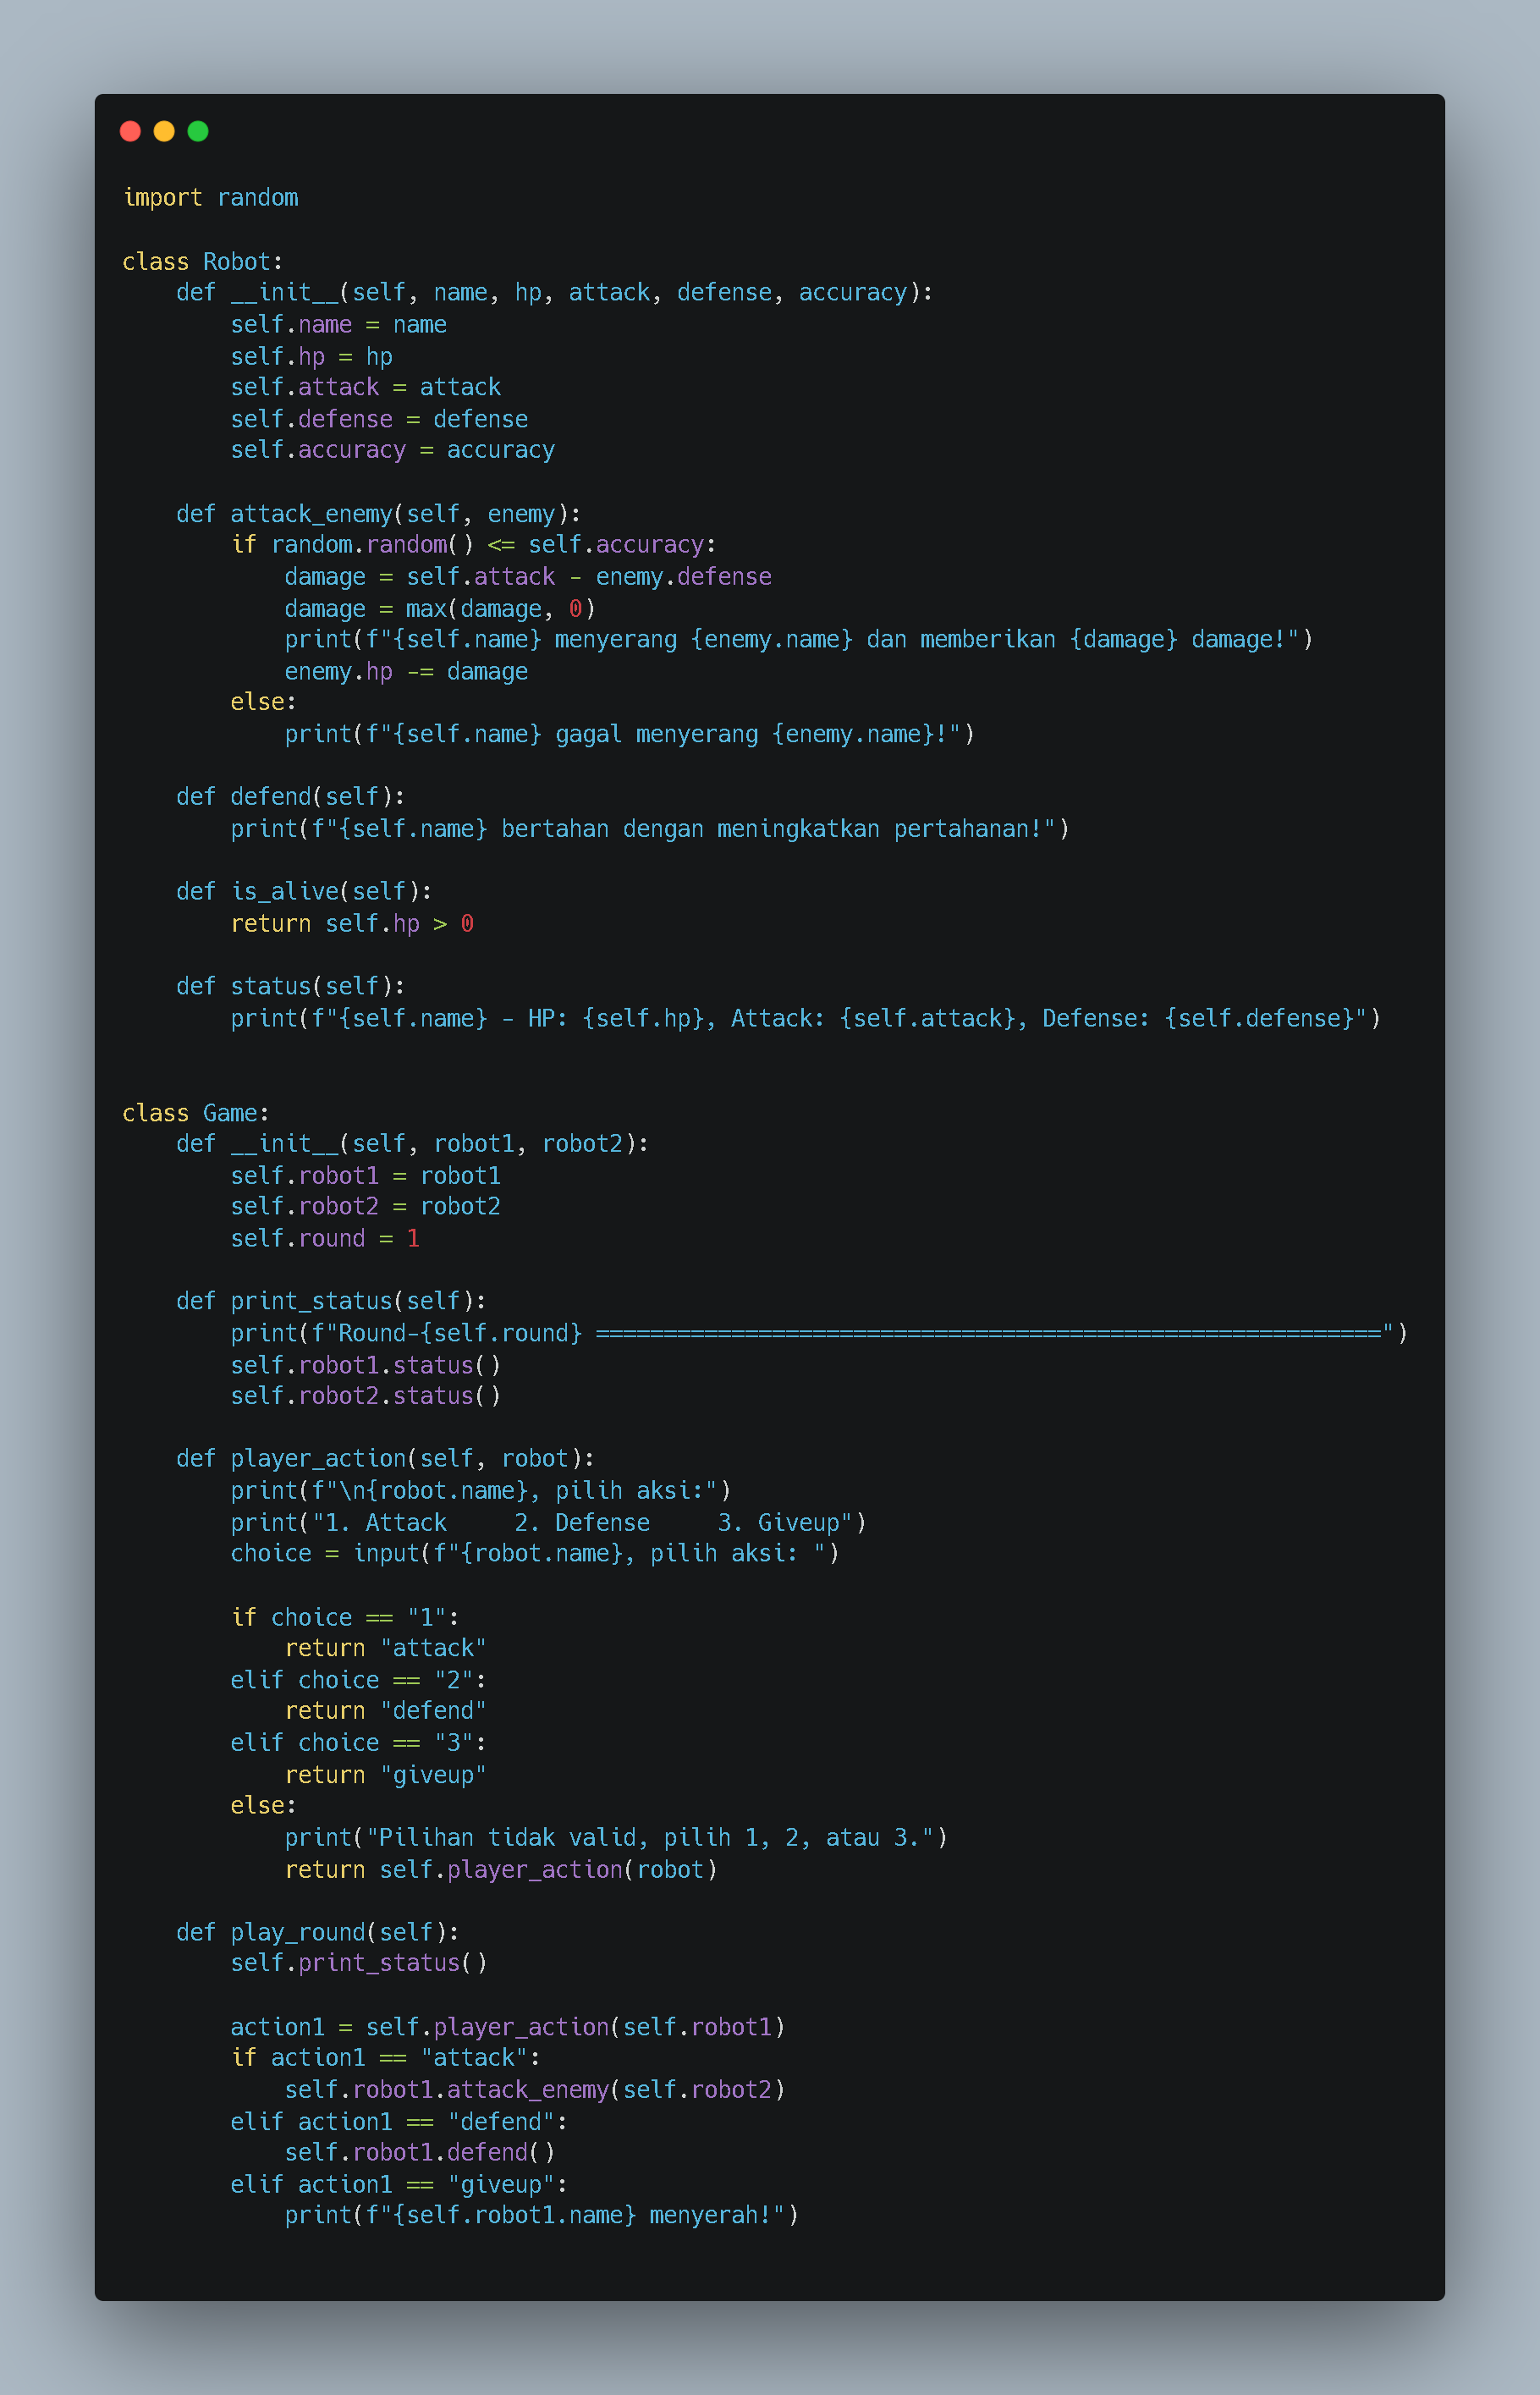 import random

class Robot:
    def __init__(self, name, hp, attack, defense, accuracy):
        self.name = name
        self.hp = hp
        self.attack = attack
        self.defense = defense
        self.accuracy = accuracy

    def attack_enemy(self, enemy):
        if random.random() <= self.accuracy:
            damage = self.attack - enemy.defense
            damage = max(damage, 0)
            print(f"{self.name} menyerang {enemy.name} dan memberikan {damage} damage!")
            enemy.hp -= damage
        else:
            print(f"{self.name} gagal menyerang {enemy.name}!")

    def defend(self):
        print(f"{self.name} bertahan dengan meningkatkan pertahanan!")

    def is_alive(self):
        return self.hp > 0

    def status(self):
        print(f"{self.name} - HP: {self.hp}, Attack: {self.attack}, Defense: {self.defense}")


class Game:
    def __init__(self, robot1, robot2):
        self.robot1 = robot1
        self.robot2 = robot2
        self.round = 1

    def print_status(self):
        print(f"Round-{self.round} ==========================================================")
        self.robot1.status()
        self.robot2.status()

    def player_action(self, robot):
        print(f"\n{robot.name}, pilih aksi:")
        print("1. Attack     2. Defense     3. Giveup")
        choice = input(f"{robot.name}, pilih aksi: ")

        if choice == "1":
            return "attack"
        elif choice == "2":
            return "defend"
        elif choice == "3":
            return "giveup"
        else:
            print("Pilihan tidak valid, pilih 1, 2, atau 3.")
            return self.player_action(robot)

    def play_round(self):
        self.print_status()

        action1 = self.player_action(self.robot1)
        if action1 == "attack":
            self.robot1.attack_enemy(self.robot2)
        elif action1 == "defend":
            self.robot1.defend()
        elif action1 == "giveup":
            print(f"{self.robot1.name} menyerah!")